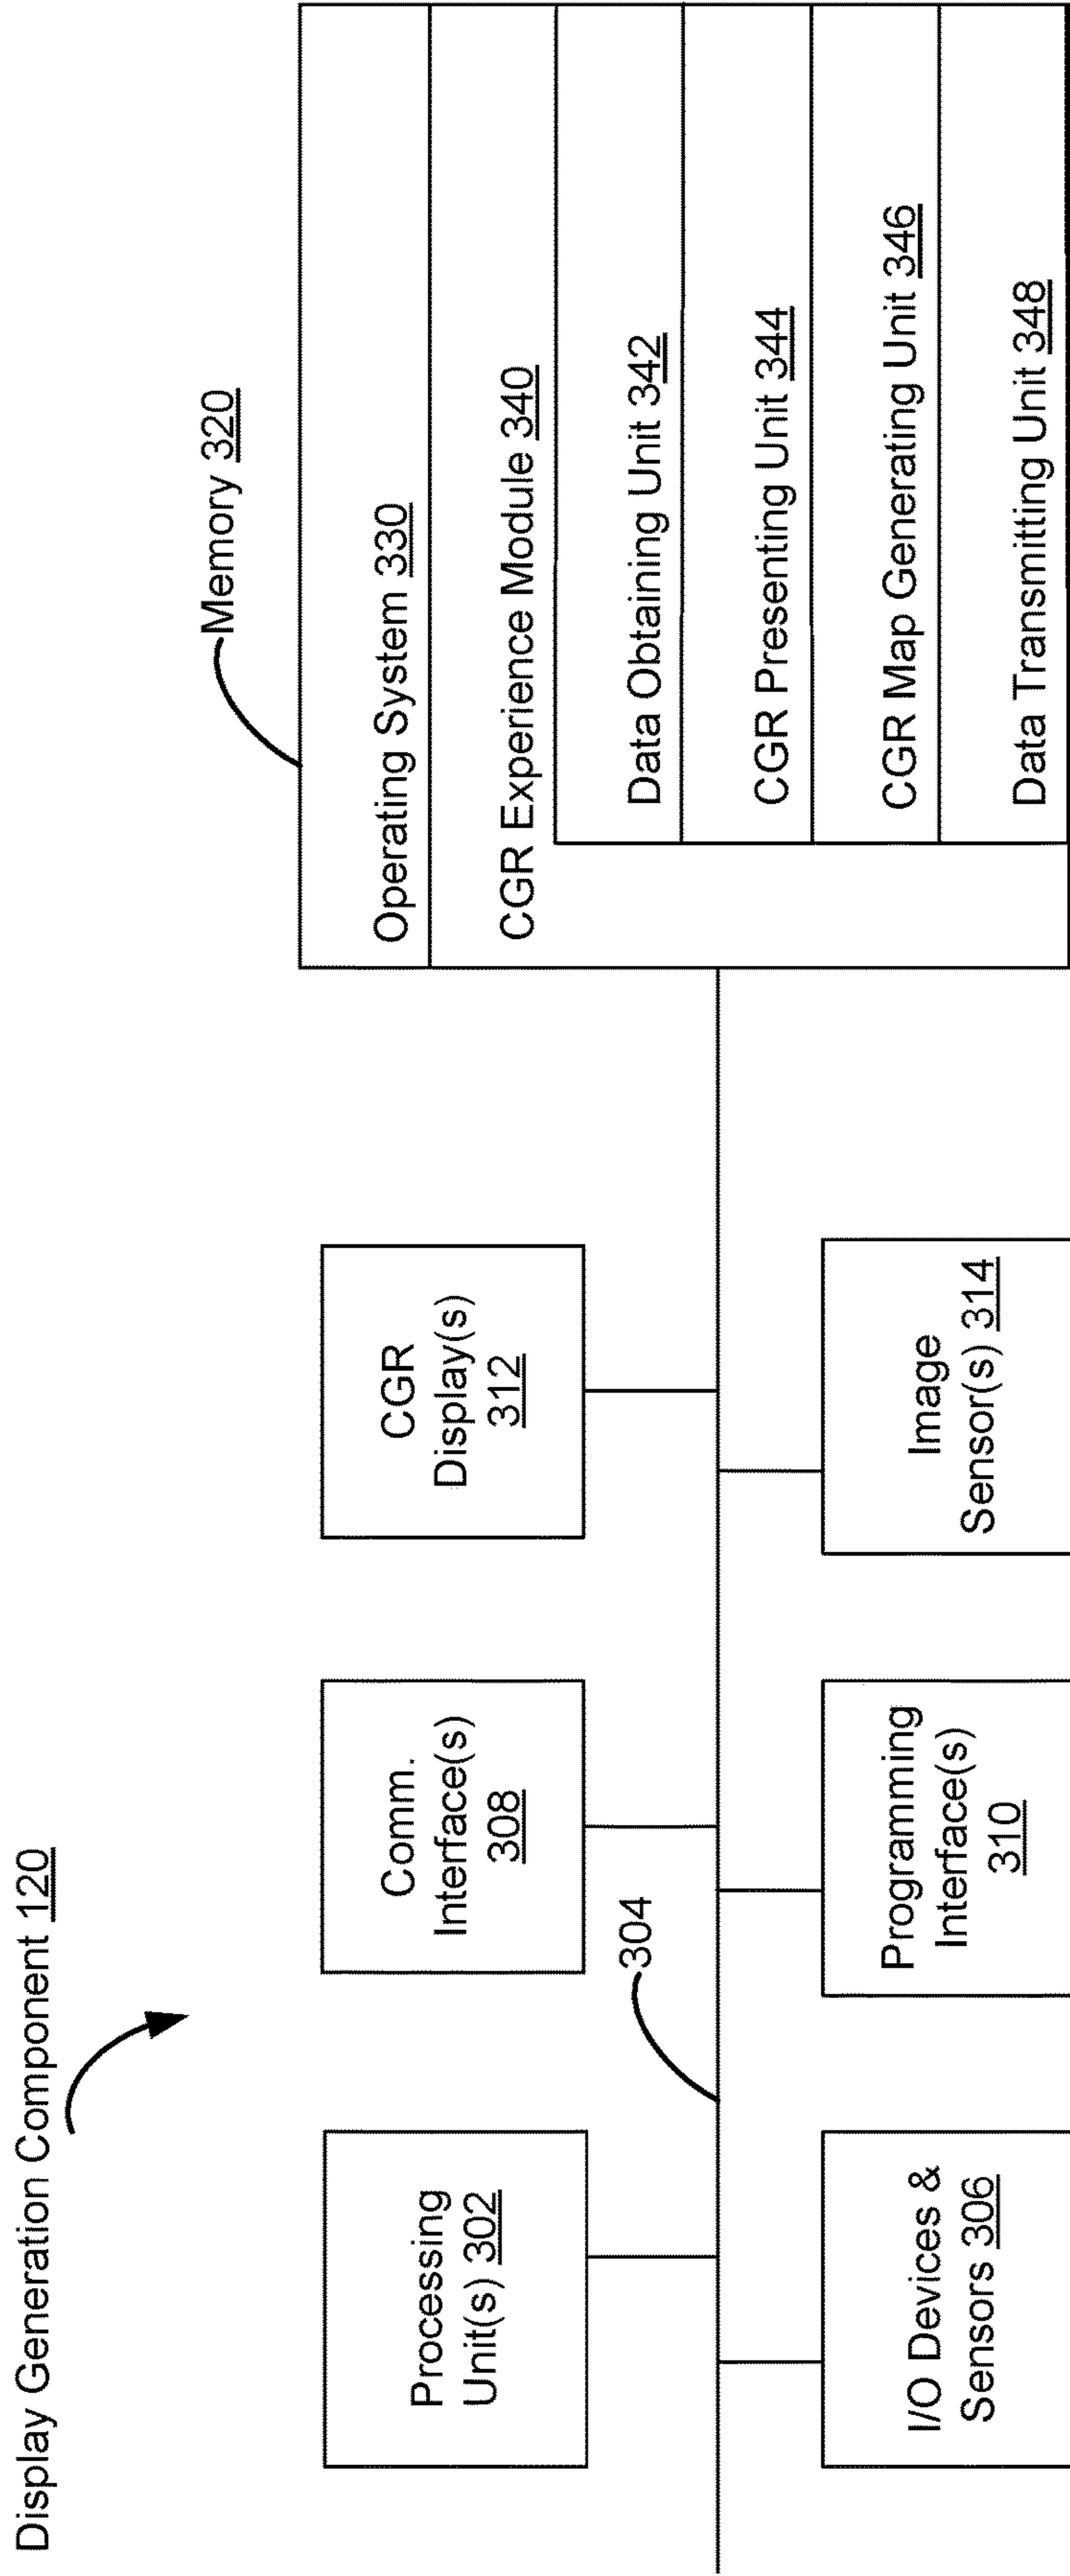 Display Generation Component 120
Memory 320
Processing
Unit(s) 302
Comm.
Interface(s)
308
CGR
Display(s)
312
304
I/O Devices &
Sensors 306
Programming
Interface(s)
310
Image
Sensor(s) 314
Operating System 330
CGR Experience Module 340
Data Obtaining Unit 342
CGR Presenting Unit 344
CGR Map Generating Unit 346
Data Transmitting Unit 348